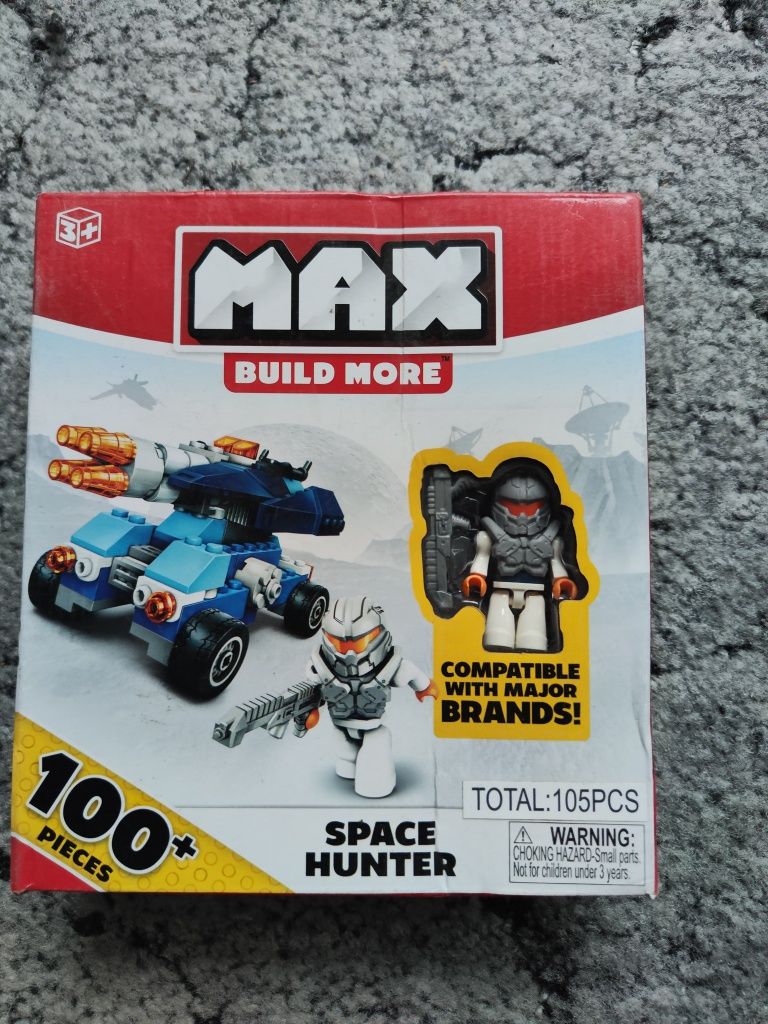 3+
MAX
BUILD MORE™
COMPATIBLE
WITH MAJOR
BRANDS!
100+
PIECES
TOTAL:105PCS
SPACE
HUNTER
WARNING:
CHOKING HAZARD-Small parts.
Not for children under 3 years.